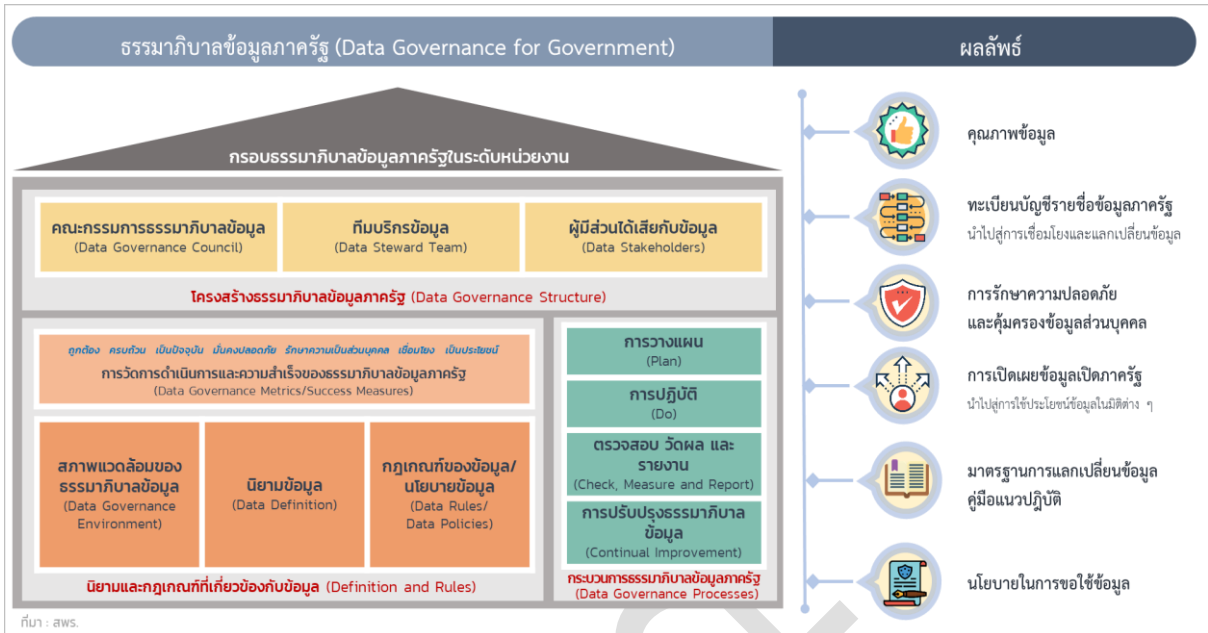 ธรรมาภิบาลข้อมูลภาครัฐ (Data Governance for Government)
ผลลัพธ์
กรอบธรรมาภิบาลข้อมูลภาครัฐในระดับหน่วยงาน
คณะกรรมการธรรมาภิบาลข้อมูล
(Data Governance Council)
ทีมบริกรข้อมูล
(Data Steward Team)
ผู้มีส่วนได้เสียกับข้อมูล
(Data Stakeholders)
โครงสร้างธรรมาภิบาลข้อมูลภาครัฐ (Data Governance Structure)
ถูกต้อง ครบถ้วน เป็นปัจจุบัน มั่นคงปลอดภัย รักษาความเป็นส่วนบุคคล เชื่อมโยง เป็นประโยชน์
การวัดการดำเนินการและความสำเร็จของธรรมาภิบาลข้อมูลภาครัฐ
(Data Governance Metrics/Success Measures)
สภาพแวดล้อมของ
ธรรมาภิบาลข้อมูล
(Data Governance
Environment)
นิยามข้อมูล
(Data Definition)
กฎเกณฑ์ของข้อมูล/
นโยบายข้อมูล
(Data Rules/
Data Policies)
นิยามและกฎเกณฑ์ที่เกี่ยวข้องกับข้อมูล (Definition and Rules)
การวางแผน
(Plan)
การปฏิบัติ
(Do)
ตรวจสอบ วัดผล และ
รายงาน
(Check, Measure and Report)
การปรับปรุงธรรมาภิบาล
ข้อมูล
(Continual Improvement)
กระบวนการธรรมาภิบาลข้อมูลภาครัฐ
(Data Governance Processes)
คุณภาพข้อมูล
ทะเบียนบัญชีรายชื่อข้อมูลภาครัฐ
นำไปสู่การเชื่อมโยงและแลกเปลี่ยนข้อมูล
การรักษาความปลอดภัย
และคุ้มครองข้อมูลส่วนบุคคล
การเปิดเผยข้อมูลเปิดภาครัฐ
นำไปสู่การใช้ประโยชน์ข้อมูลในมิติต่าง ๆ
มาตรฐานการแลกเปลี่ยนข้อมูล
คู่มือแนวปฏิบัติ
นโยบายในการขอใช้ข้อมูล
ที่มา : สพร.